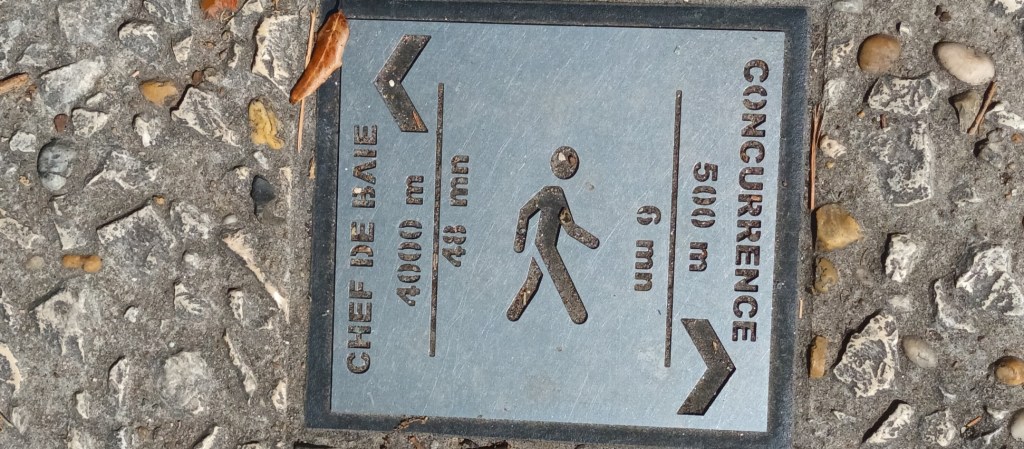 CHEF DE BAIE
4000 m
48 mn
CONCURRENCE
500 m
6 mn